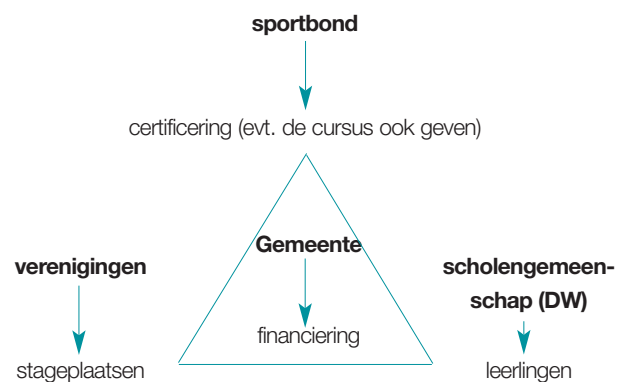 sportbond
certificering (evt. de cursus ook geven)
Gemeente
verenigingen
scholengemeen-
schap (DW)
financiering
stageplaatsen
leerlingen